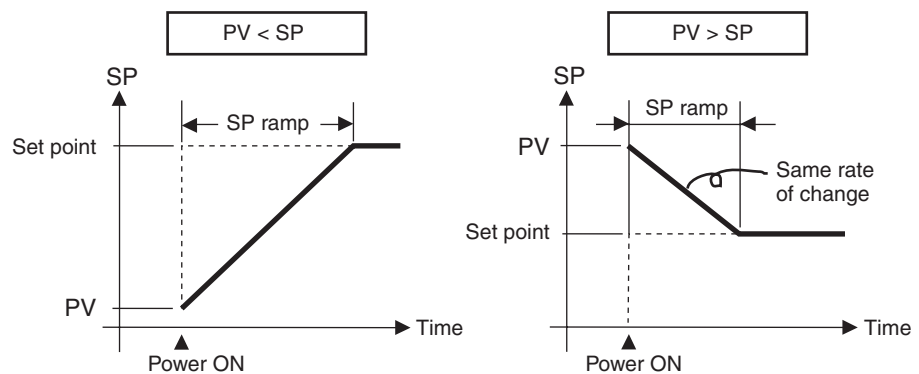 PV < SP
SP
SP ramp
Set point
PV
Time
Power ON
PV > SP
SP
SP ramp
PV
Same rate
of change
Set point
Time
Power ON